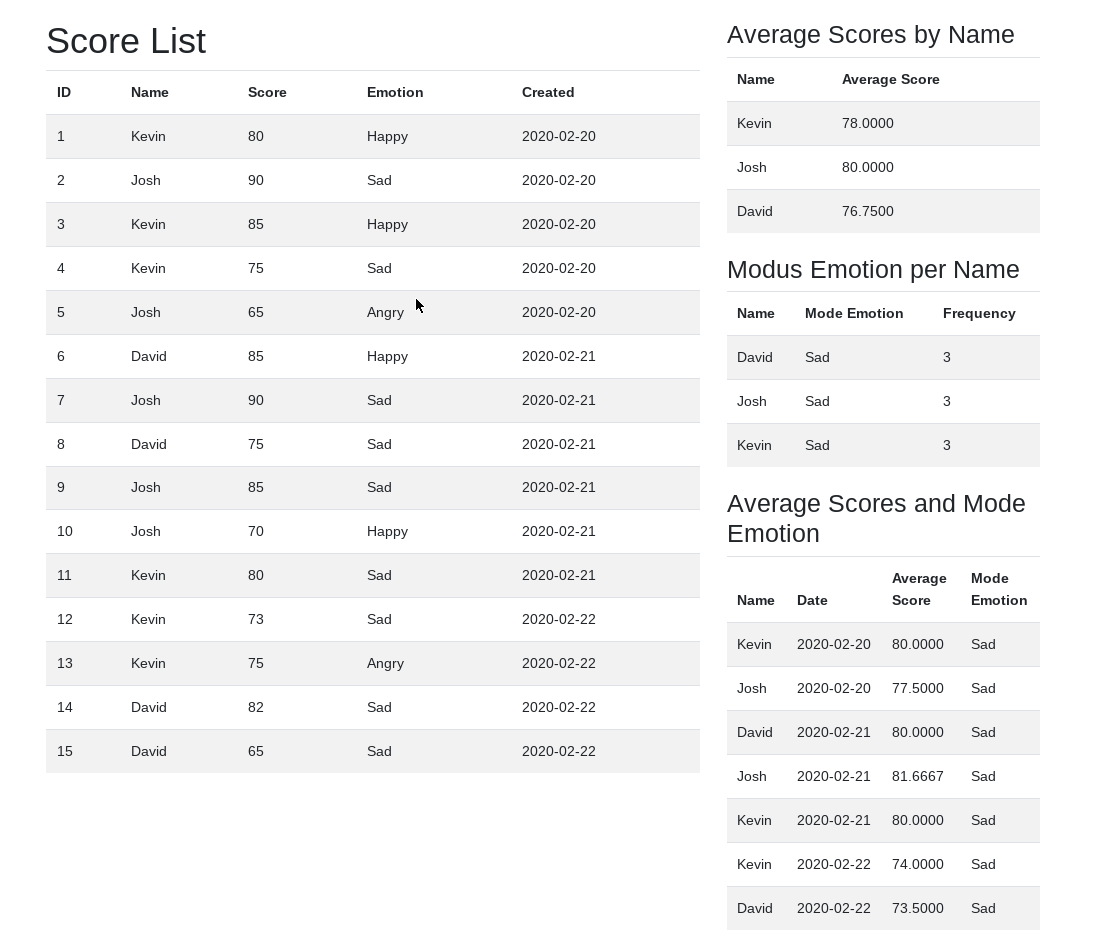 Score List
ID Name Score Emotion Created
1 Kevin 80 Happy 2020-02-20
2 Josh 90 Sad 2020-02-20
3 Kevin 85 Happy 2020-02-20
4 Kevin 75 Sad 2020-02-20
5 Josh 65 Angry 2020-02-20
6 David 85 Happy 2020-02-21
7 Josh 90 Sad 2020-02-21
8 David 75 Sad 2020-02-21
9 Josh 85 Sad 2020-02-21
10 Josh 70 Happy 2020-02-21
11 Kevin 80 Sad 2020-02-21
12 Kevin 73 Sad 2020-02-22
13 Kevin 75 Angry 2020-02-22
14 David 82 Sad 2020-02-22
15 David 65 Sad 2020-02-22
Average Scores by Name
Name Average Score
Kevin 78.0000
Josh 80.0000
David 76.7500
Modus Emotion per Name
Name Mode Emotion Frequency
David Sad 3
Josh Sad 3
Kevin Sad 3
Average Scores and Mode
Emotion
Average Mode
Name Date Score Emotion
Kevin 2020-02-20 80.0000 Sad
Josh 2020-02-20 77.5000 Sad
David 2020-02-21 80.0000 Sad
Josh 2020-02-21 81.6667 Sad
Kevin 2020-02-21 80.0000 Sad
Kevin 2020-02-22 74.0000 Sad
David 2020-02-22 73.5000 Sad